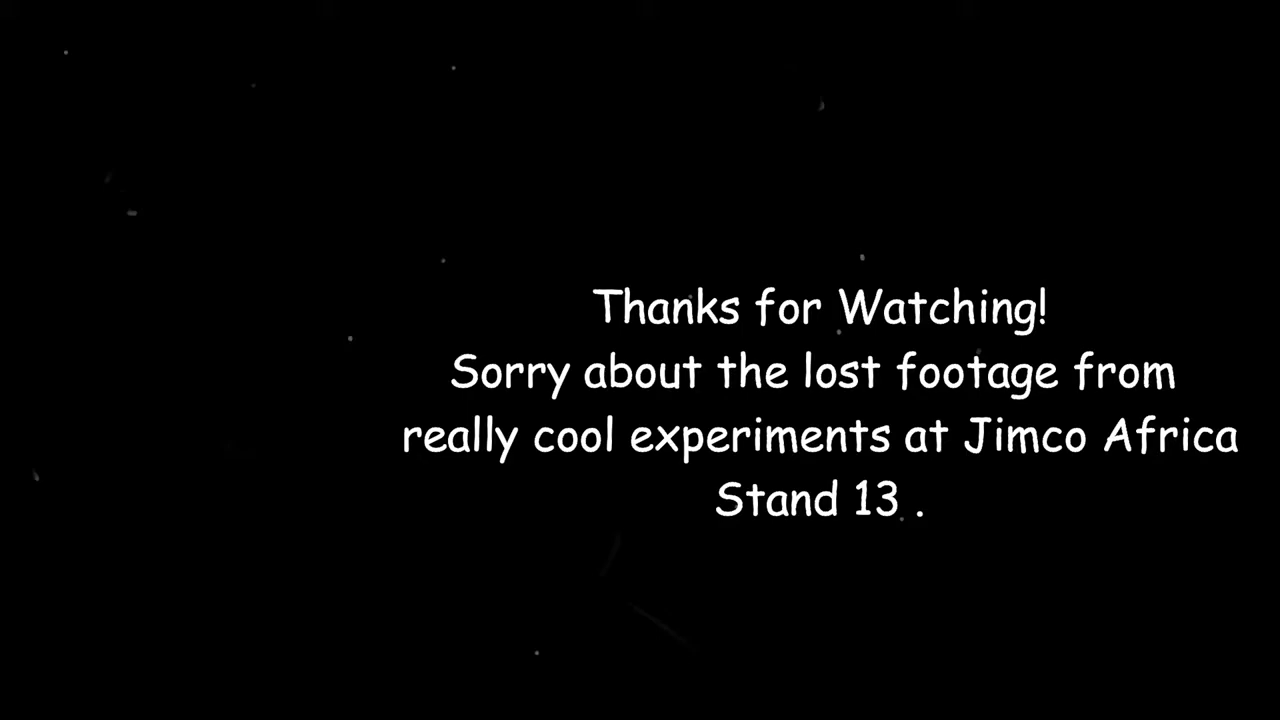 Thanks for Watching!
Sorry about the lost footage from
really cool experiments at Jimco Africa
Stand 13 .